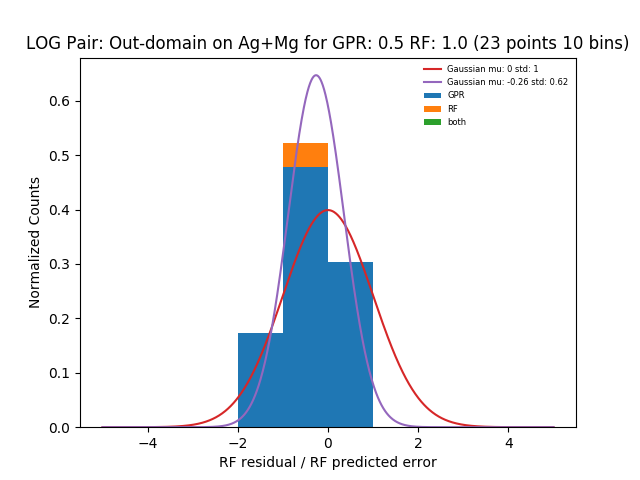 LOG Pair: Out-domain on Ag+Mg for GPR: 0.5 RF: 1.0 (23 points 10 bins)
Gaussian mu: 0 std: 1
Gaussian mu: -0.26 std: 0.62
GPR
RF
both
Normalized Counts
0.6
0.5
0.4
0.3
0.2
0.1
0.0
−4 −2 0 2 4
RF residual / RF predicted error